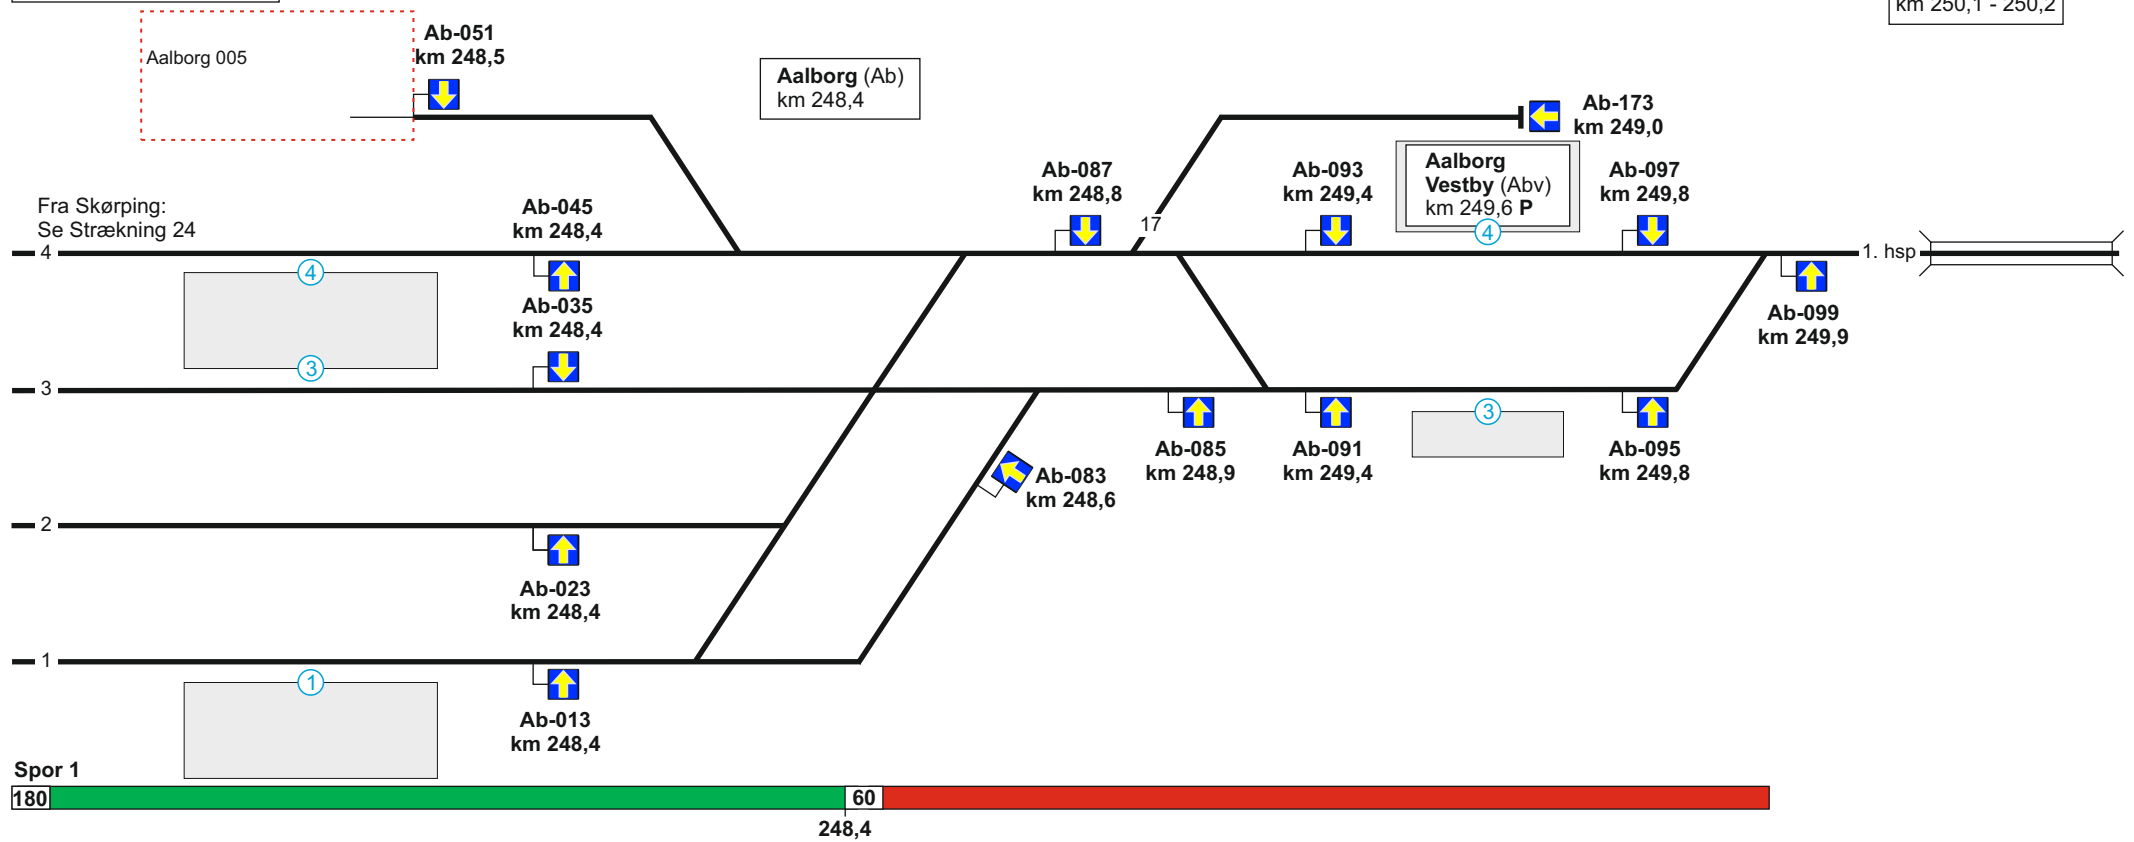 km 250,1 - 250,2
Ab-051
km 248,5
Aalborg 005
Aalborg (Ab)
km 248,4
Ab-173
km 249,0
Ab-087
km 248,8
Ab-093
km 249,4
Aalborg
Vestby (Abv)
km 249,6 P
4
Ab-097
km 249,8
Fra Skørping:
Se Strækning 24
Ab-045
km 248,4
17
4
1. hsp
4
Ab-035
km 248,4
Ab-099
km 249,9
3
3
3
Ab-085
km 248,9
Ab-091
km 249,4
Ab-095
km 249,8
Ab-083
km 248,6
2
Ab-023
km 248,4
1
1
Ab-013
km 248,4
Spor 1
180
60
248,4